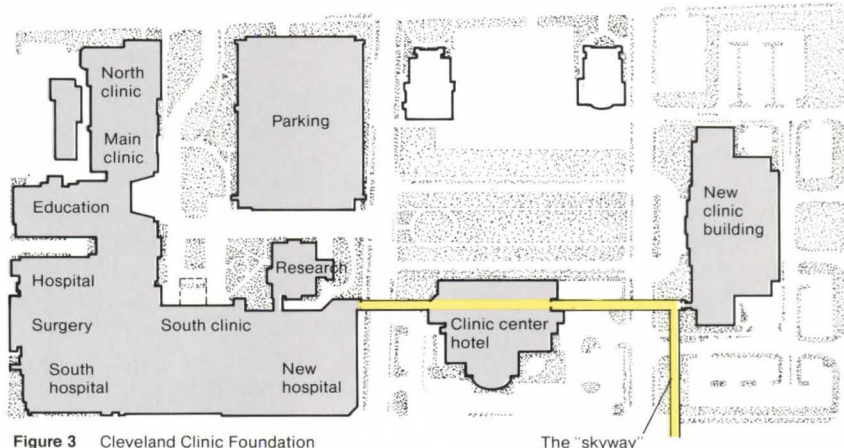 North
clinic
Main
clinic
Education
Hospital
Surgery
South
hospital
South clinic
Research
New
hospital
Parking
Clinic center
hotel
New
clinic
building
Figure 3 Cleveland Clinic Foundation
The "skyway"